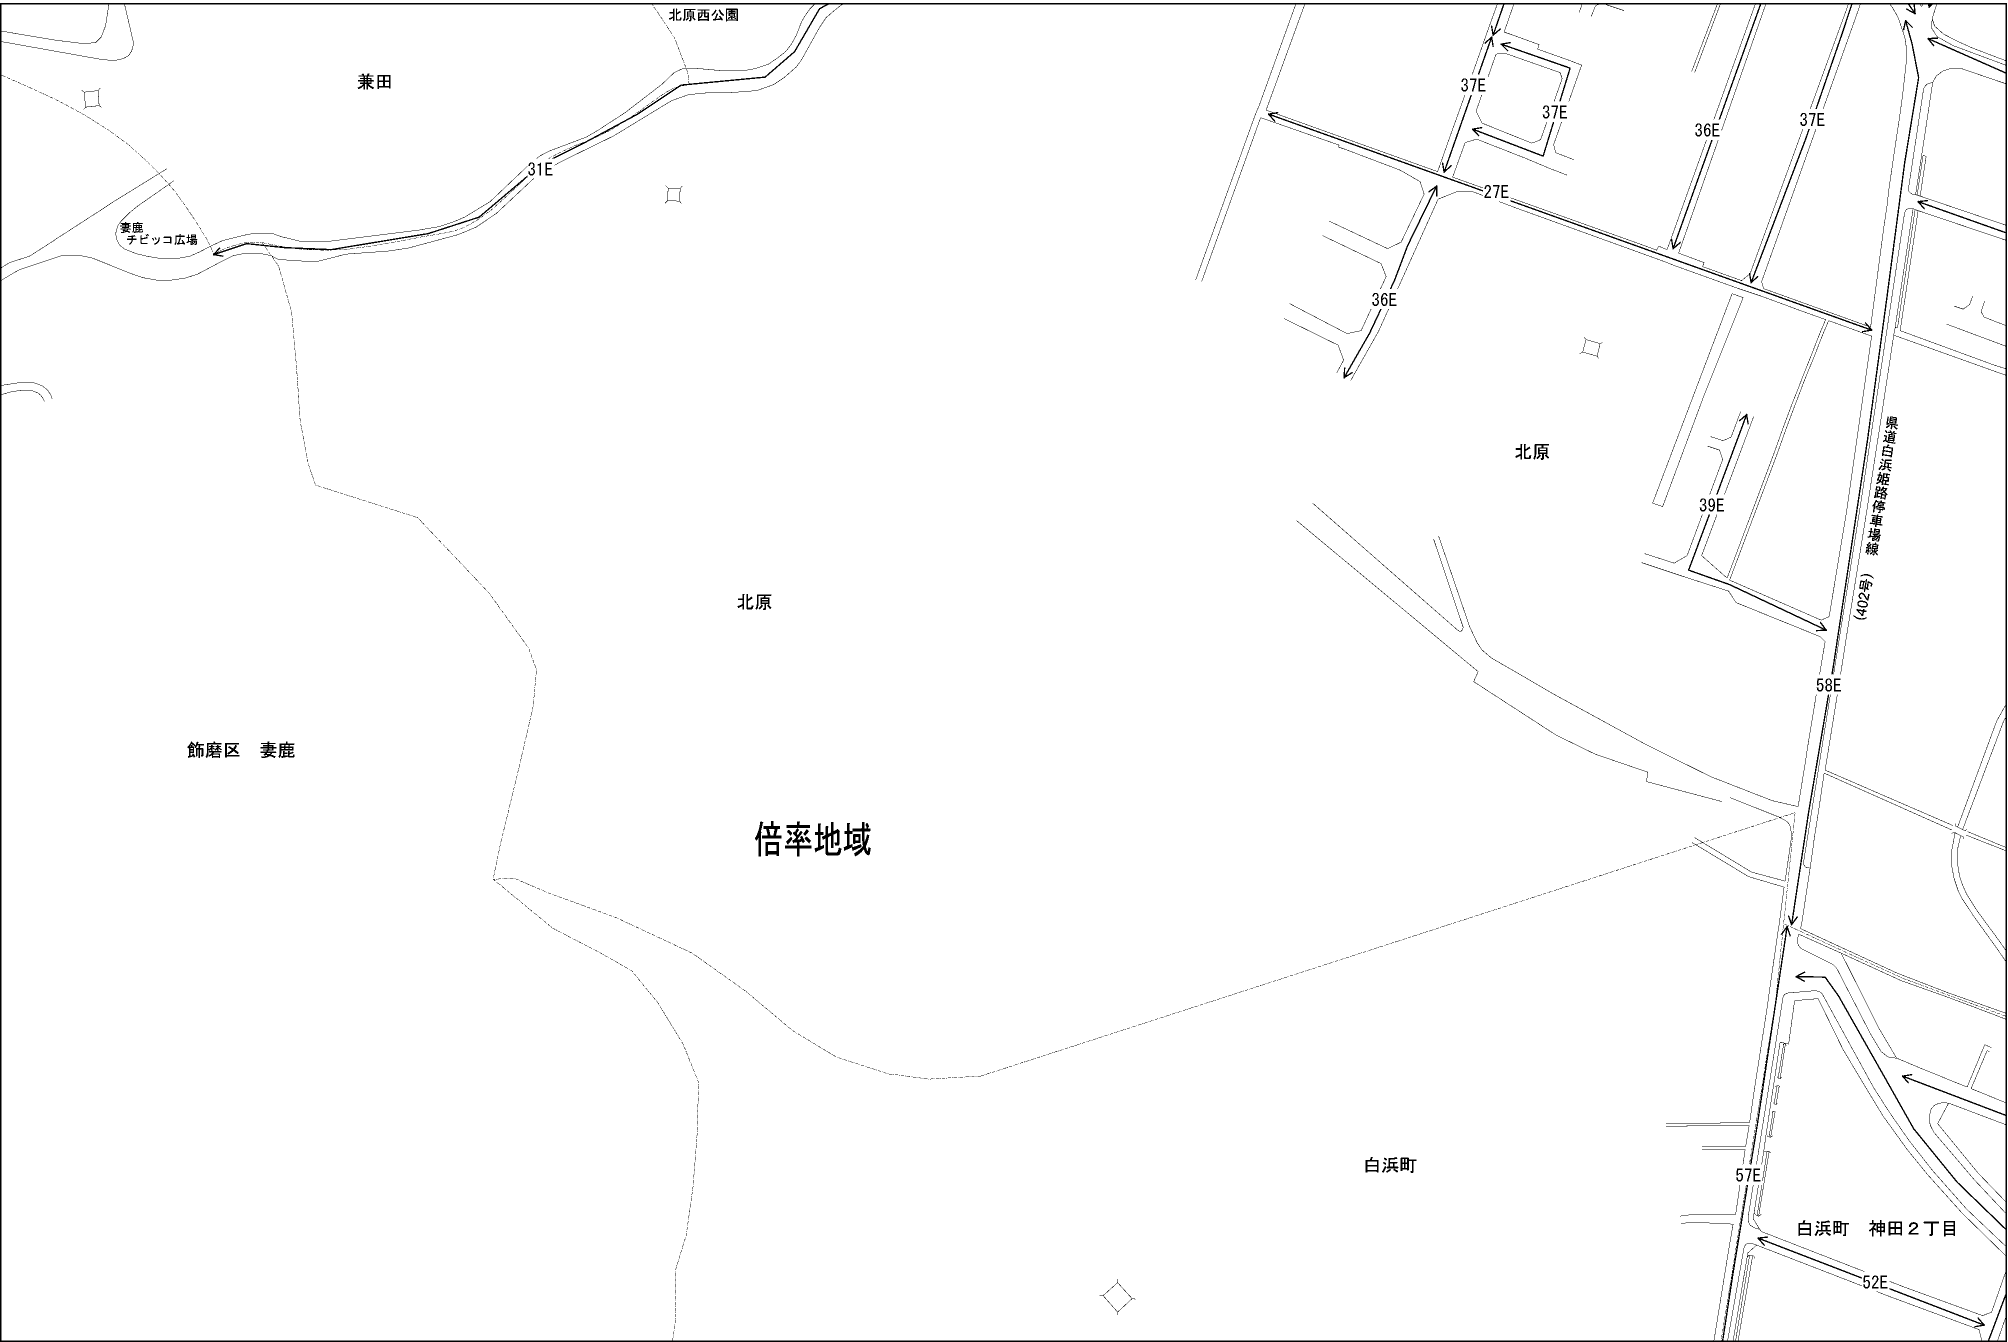 北原西公園
兼田
37E
37E
36E
37E
31E
27E
妻鹿
チビッコ広場
36E
北原
県道白浜姫路停車場線 (402号)
39E
北原
58E
飾磨区 妻鹿
倍率地域
白浜町
57E
白浜町 神田2丁目
52E